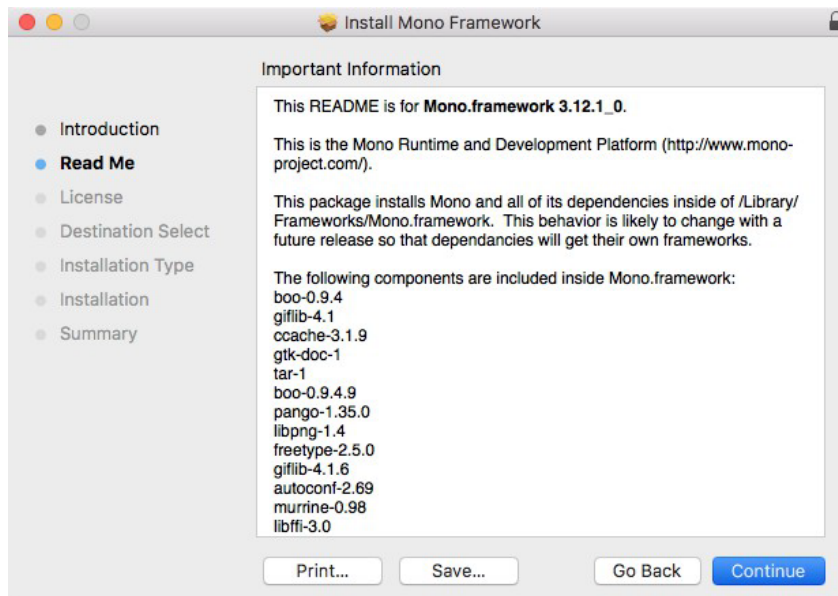 Install Mono Framework
Important Information
Introduction
Read Me
License
Destination Select
Installation Type
Installation
Summary
This README is for Mono.framework 3.12.1_0.
This is the Mono Runtime and Development Platform (http://www.mono-
project.com/).
This package installs Mono and all of its dependencies inside of /Library/
Frameworks/Mono.framework.  This behavior is likely to change with a
future release so that dependancies will get their own frameworks.
The following components are included inside Mono.framework:
boo-0.9.4
giflib-4.1
ccache-3.1.9
gtk-doc-1
tar-1
boo-0.9.4.9
pango-1.35.0
libpng-1.4
freetype-2.5.0
giflib-4.1.6
autoconf-2.69
murrine-0.98
libffi-3.0
Print...
Save...
Go Back
Continue